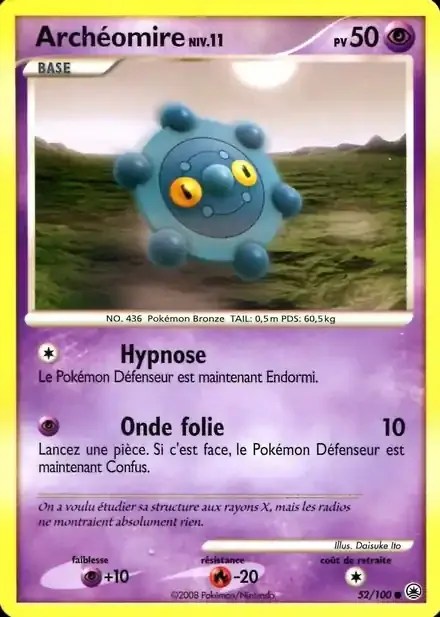 Archéomire NIV.11 PV 50
BASE
NO. 436 Pokémon Bronze TAIL: 0,5 m PDS: 60,5 kg
Hypnose
Le Pokémon Défenseur est maintenant Endormi.
Onde folie 10
Lancez une pièce. Si c'est face, le Pokémon Défenseur est
maintenant Confus.
On a voulu étudier sa structure aux rayons X, mais les radios
ne montraient absolument rien.
Illus. Daisuke Ito
faiblesse résistance coût de retraite
+10 -20
©2008 Pokémon/Nintendo. 52/100